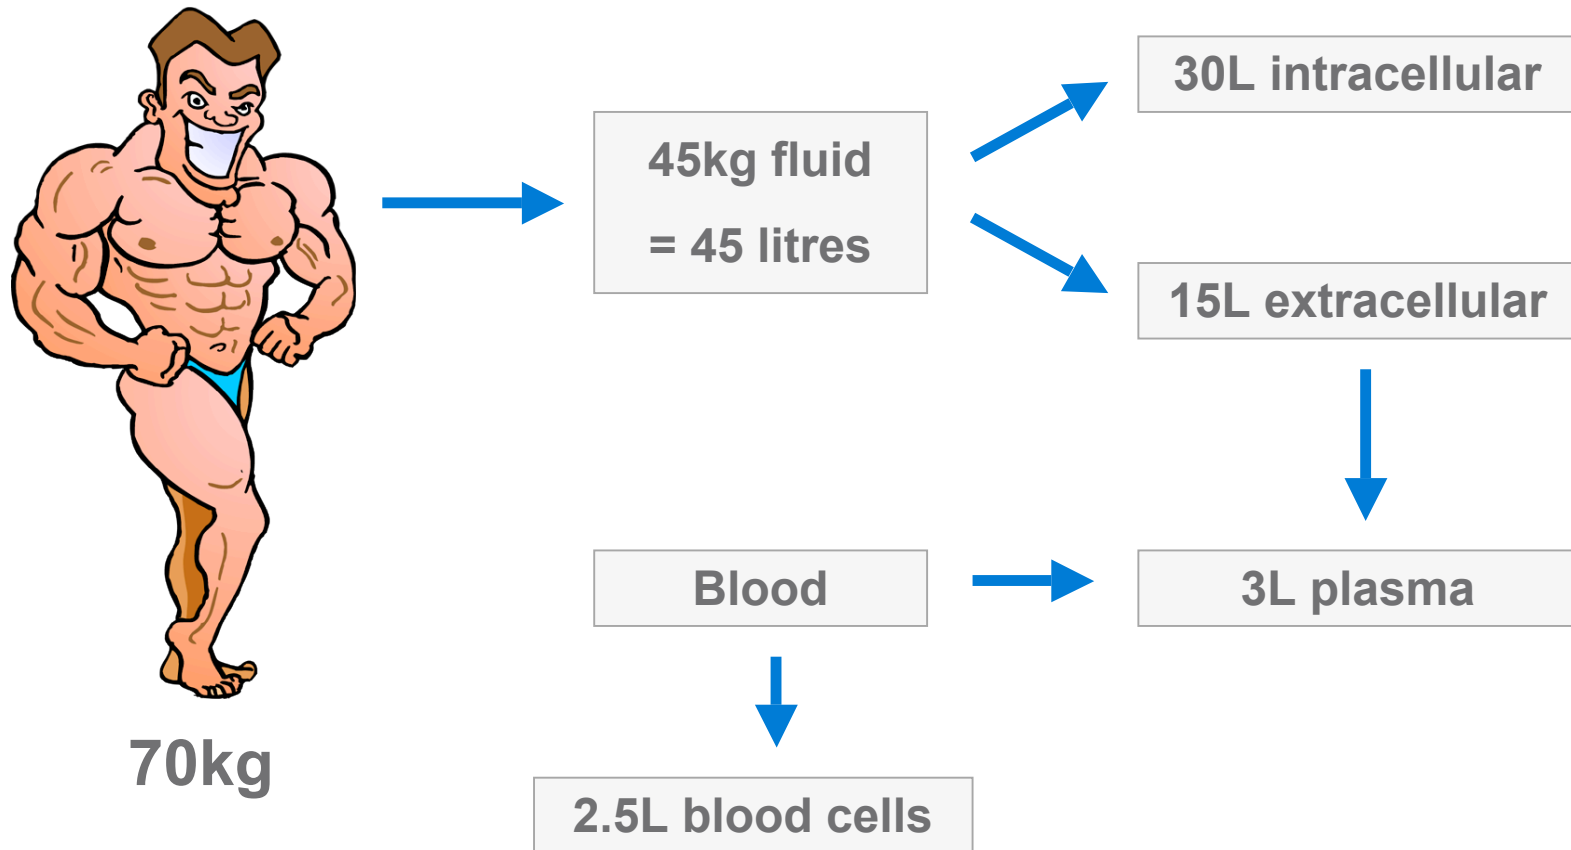 30L intracellular
45kg fluid
= 45 litres
15L extracellular
Blood
3L plasma
70kg
2.5L blood cells